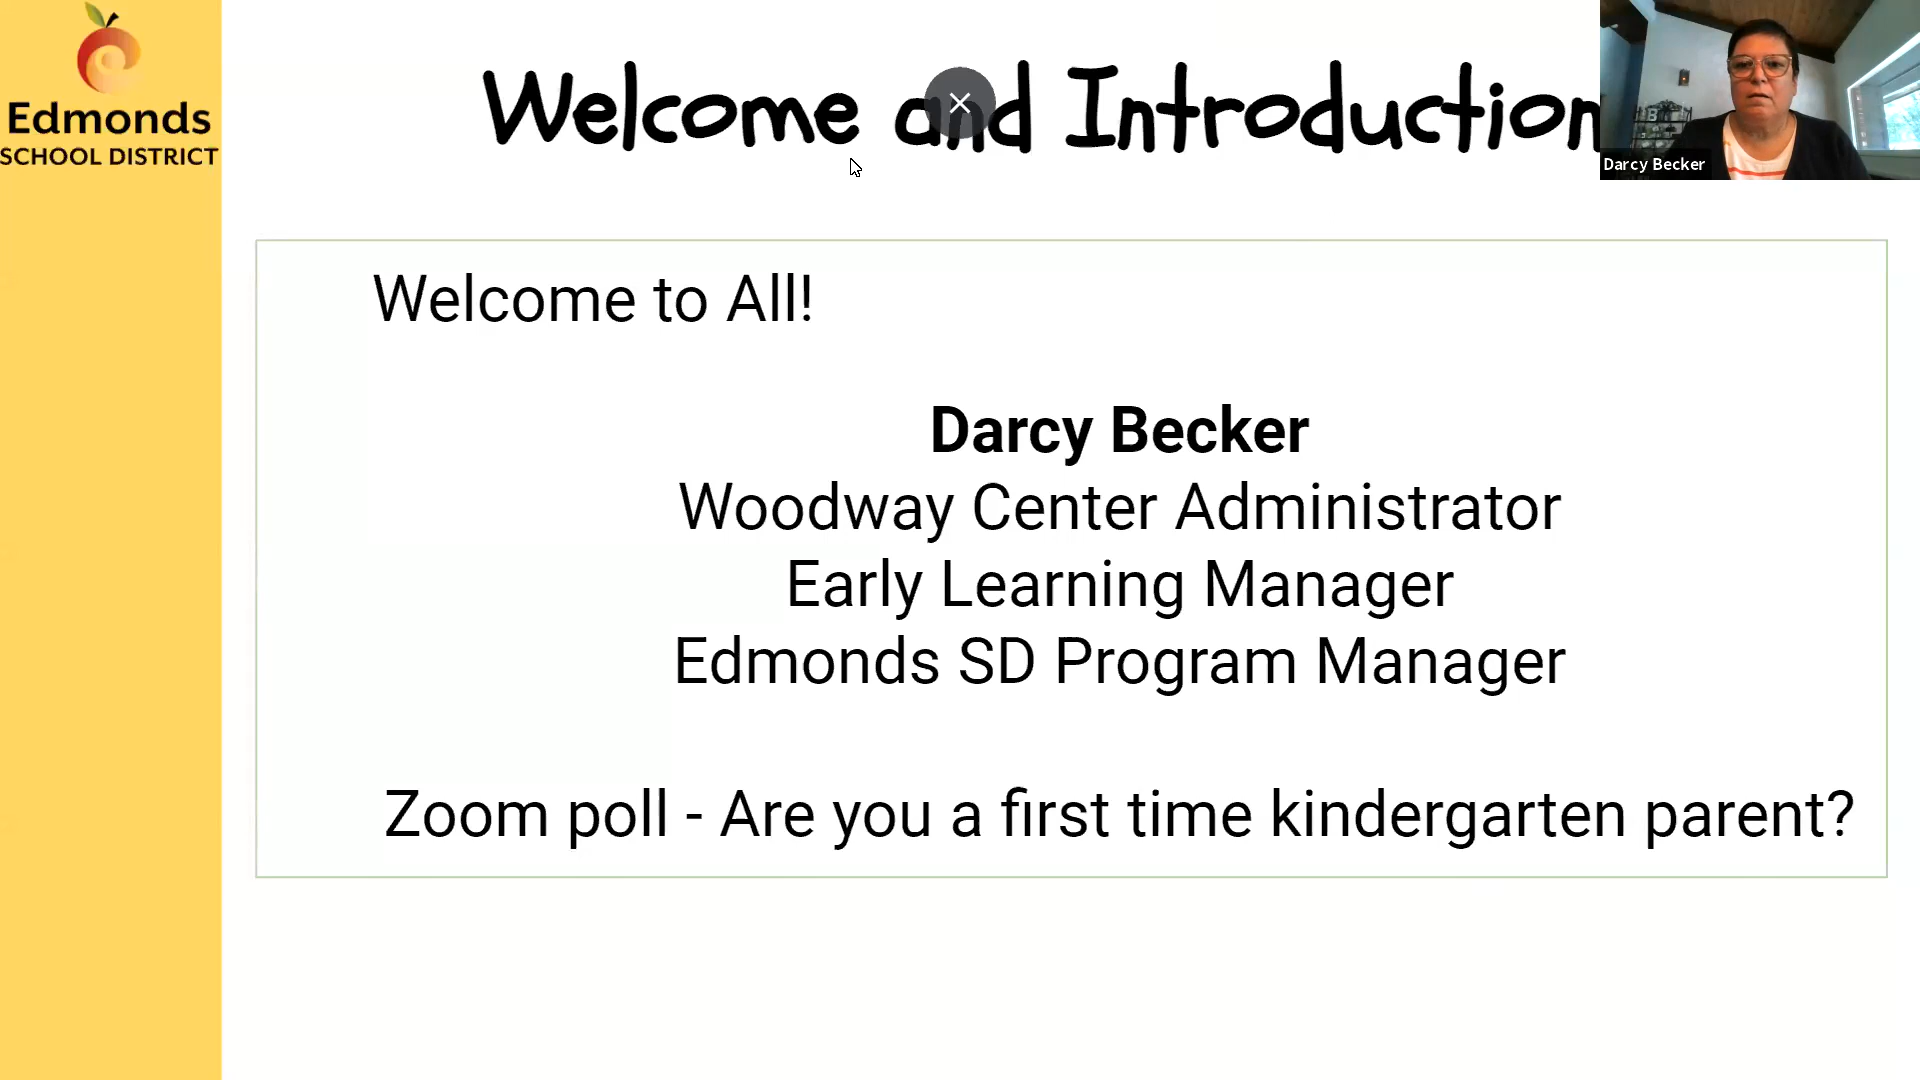 Edmonds
SCHOOL DISTRICT
Welcome and Introduction
Darcy Becker
Welcome to All!
Darcy Becker
Woodway Center Administrator
Early Learning Manager
Edmonds SD Program Manager
Zoom poll - Are you a first time kindergarten parent?